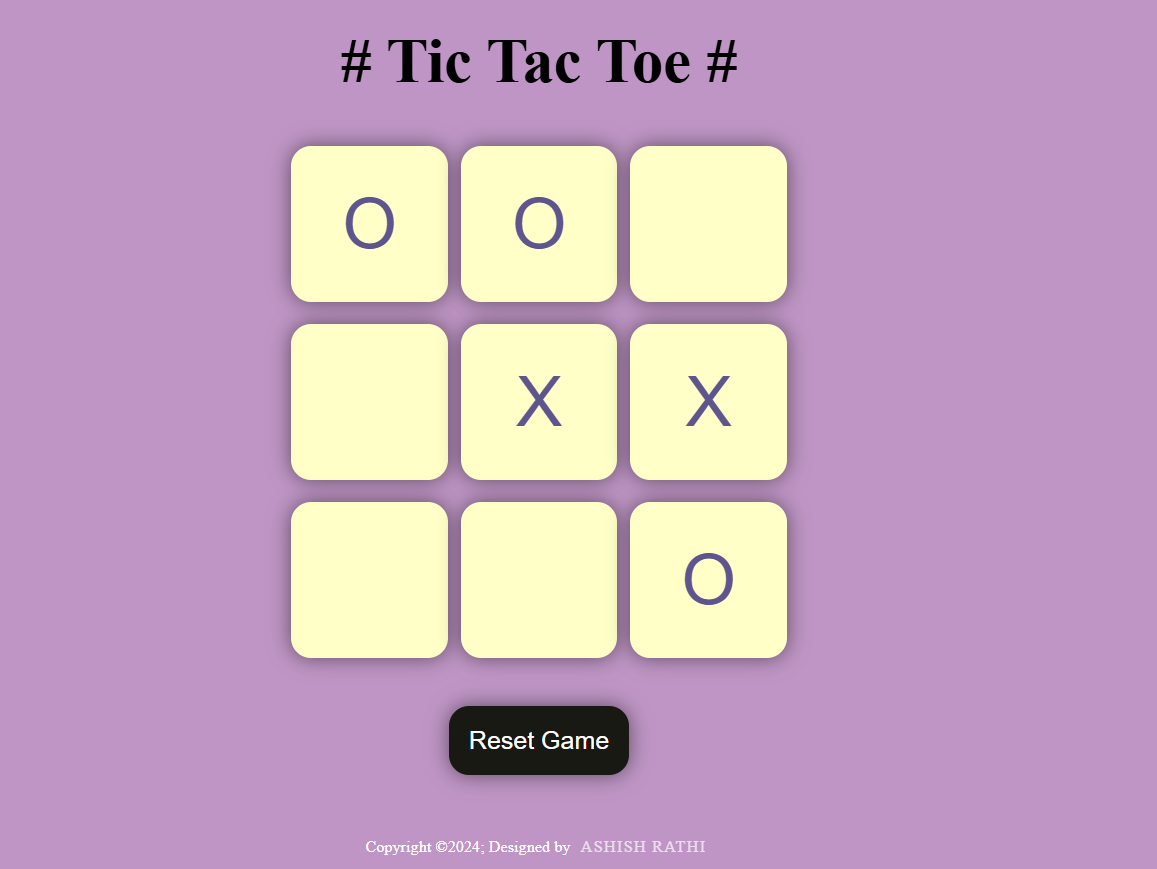 # Tic Tac Toe #
O O
X X
O
Reset Game
Copyright ©2024; Designed by ASHISH RATHI